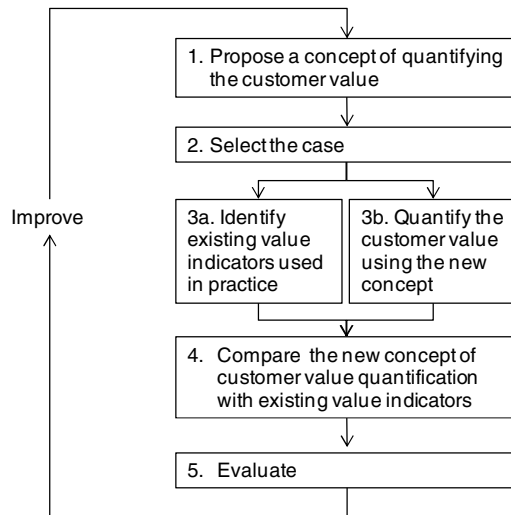 1. Propose a concept of quantifying
the customer value
2. Select the case
Improve
3a. Identify
existing value
indicators used
in practice
3b. Quantify the
customer value
using the new
concept
4. Compare the new concept of
customer value quantification
with existing value indicators
5. Evaluate